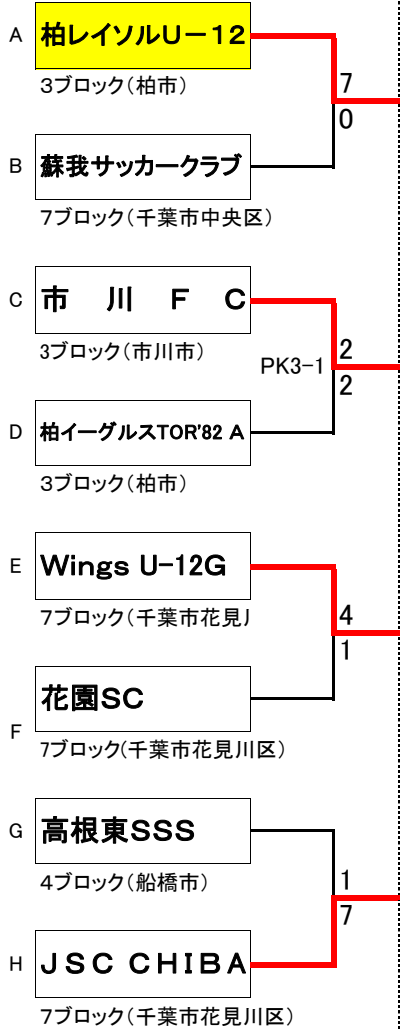 A
柏レイソルU－12
3ブロック（柏市）
7
0
B
蘇我サッカークラブ
7ブロック（千葉市中央区）
C
市　川　F　C
3ブロック（市川市）
PK3-1
2
2
D
柏イーグルスTOR'82 A
3ブロック（柏市）
E
Wings U-12G
7ブロック（千葉市花見
4
1
F
花園SC
7ブロック(千葉市花見川区）
G
高根東SSS
4ブロック（船橋市）
1
7
H
JSC CHIBA
7ブロック（千葉市花見川区）